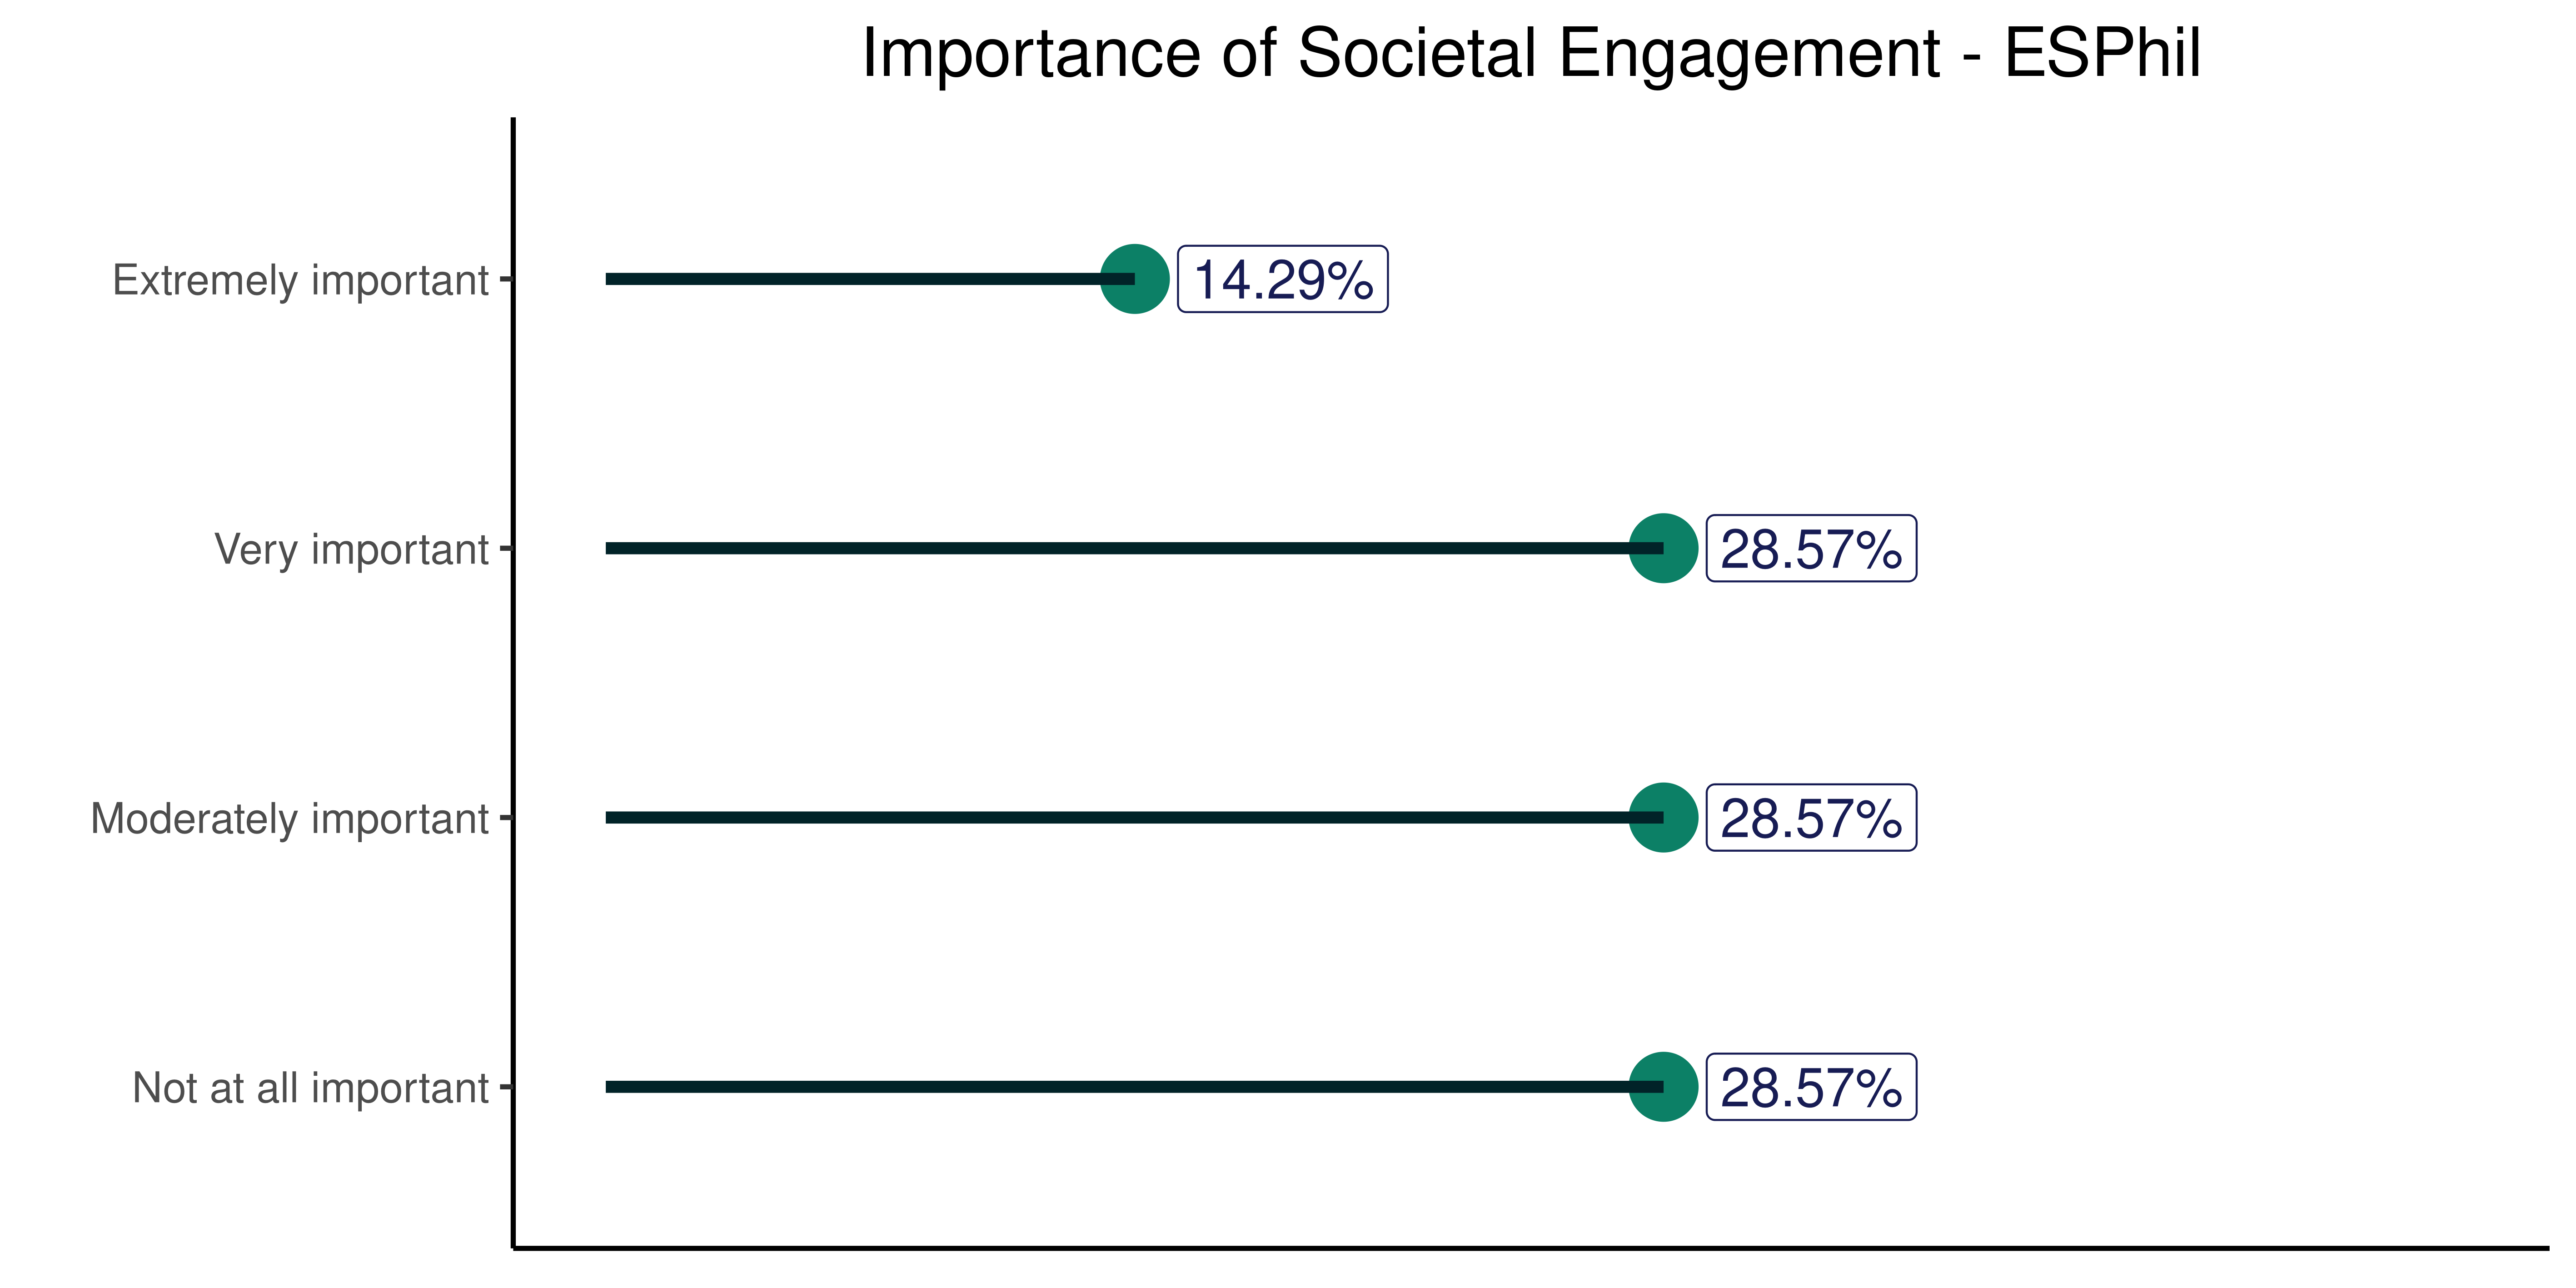 Importance of Societal Engagement - ESPhil
Extremely important
14.29%
Very important
28.57%
Moderately important
28.57%
Not at all important
28.57%